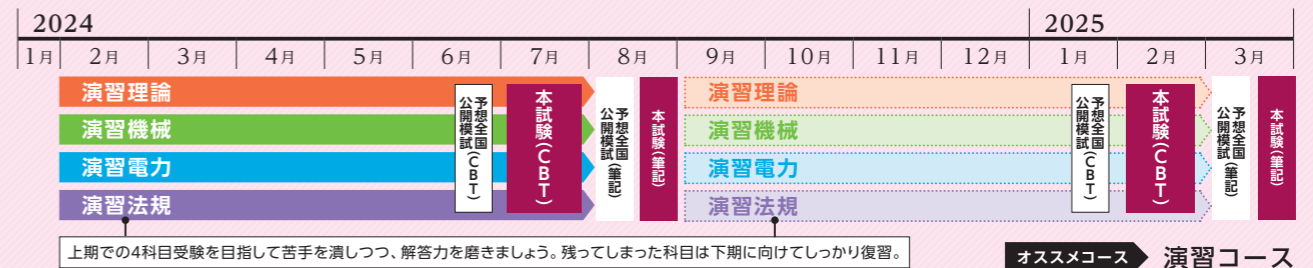 2024
2025
1月 2月 3月 4月 5月 6月 7月 8月 9月 10月 11月 12月 1月 2月 3月
演習理論
演習機械
演習電力
演習法規
予想全国
公開模試(CBT)
本試験(CBT)
予想全国
公開模試(筆記)
本試験(筆記)
演習理論
演習機械
演習電力
演習法規
予想全国
公開模試(CBT)
本試験(CBT)
予想全国
公開模試(筆記)
本試験(筆記)
上期での4科目受験を目指して苦手を潰しつつ、解答力を磨きましょう。残ってしまった科目は下期に向けてしっかり復習。
オススメコース 演習コース